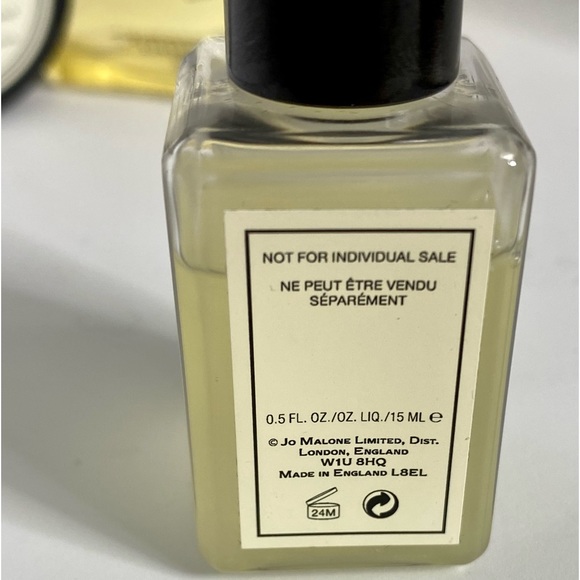 NOT FOR INDIVIDUAL SALE
NE PEUT ÊTRE VENDU
SÉPARÉMENT
0.5 FL. OZ./OZ. LIQ./15 ML ℮
© JO MALONE LIMITED, DIST.
LONDON, ENGLAND
W1U 8HQ
MADE IN ENGLAND L8EL
24M